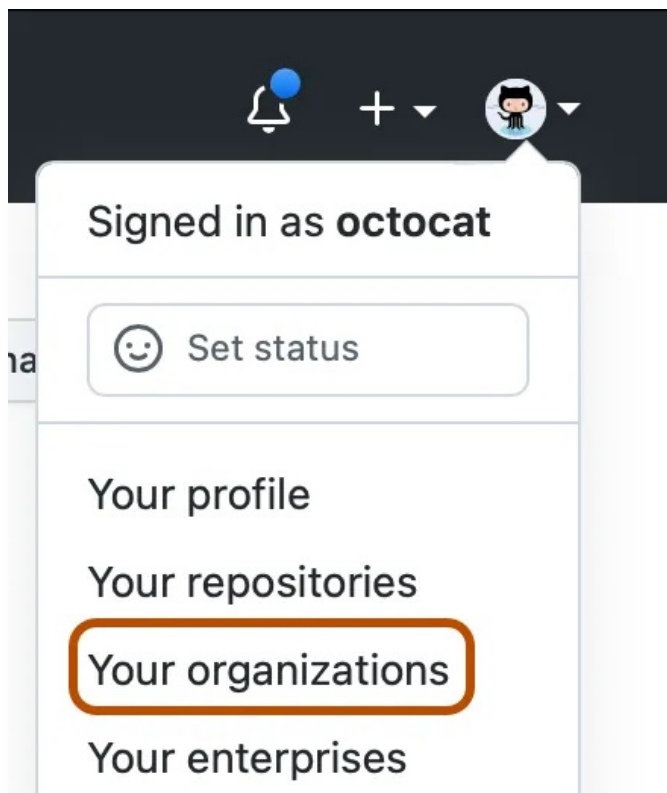 Signed in as octocat
Set status
Your profile
Your repositories
Your organizations
Your enterprises